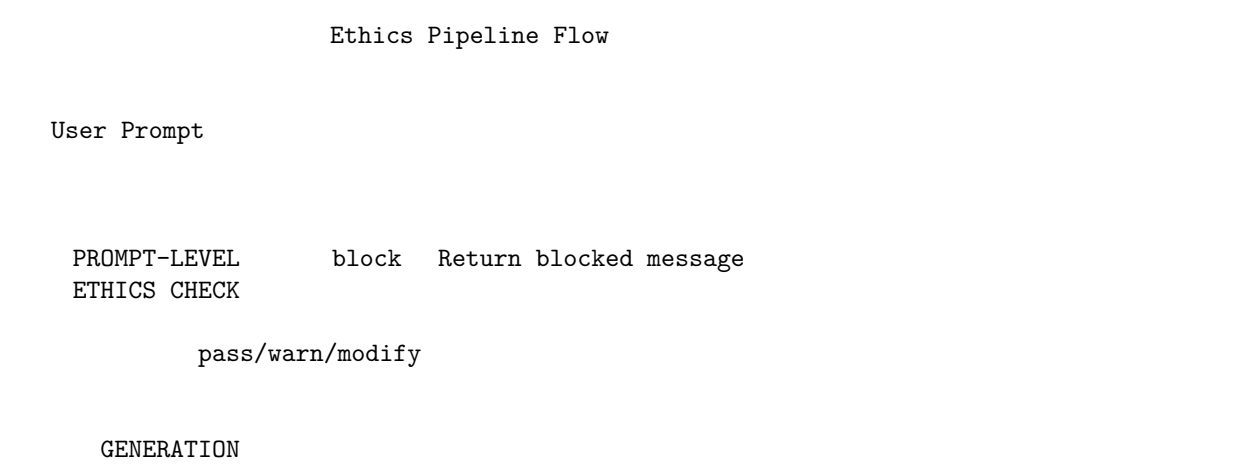 Ethics Pipeline Flow
User Prompt
PROMPT-LEVEL block Return blocked message
ETHICS CHECK
pass/warn/modify
GENERATION